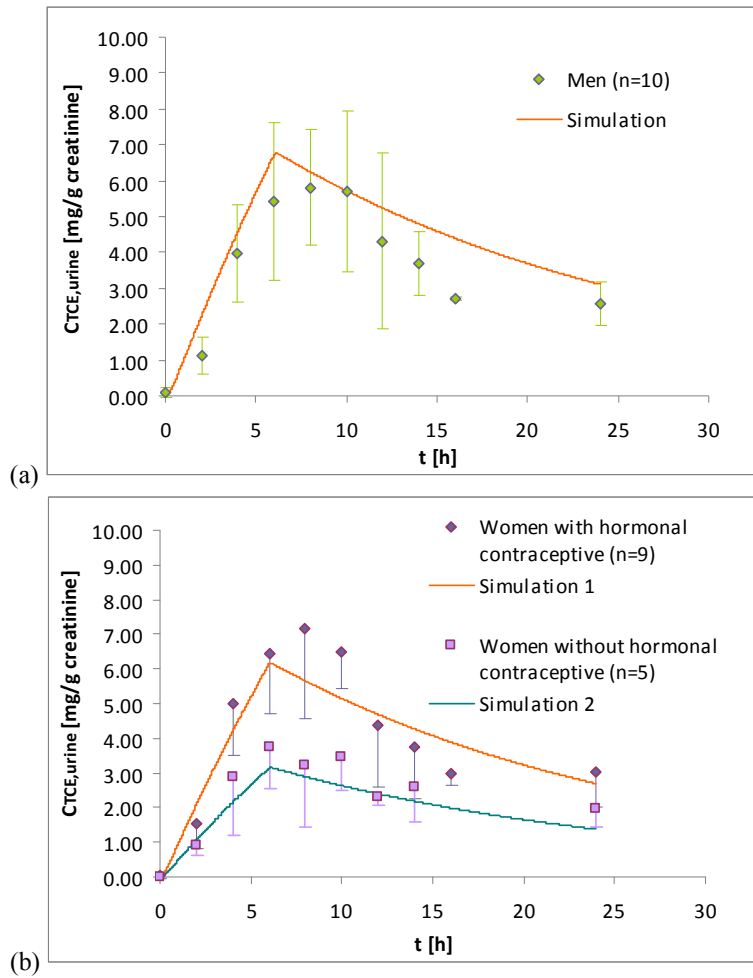 10.00
9.00
8.00
7.00
6.00
5.00
4.00
3.00
2.00
1.00
0.00
CTCE,urine [mg/g creatinine]
Men (n=10)
Simulation
0 5 10 15 20 25 30
t [h]
(a)
10.00
9.00
8.00
7.00
6.00
5.00
4.00
3.00
2.00
1.00
0.00
CTCE,urine [mg/g creatinine]
Women with hormonal
contraceptive (n=9)
Simulation 1
Women without hormonal
contraceptive (n=5)
Simulation 2
0 5 10 15 20 25 30
t [h]
(b)